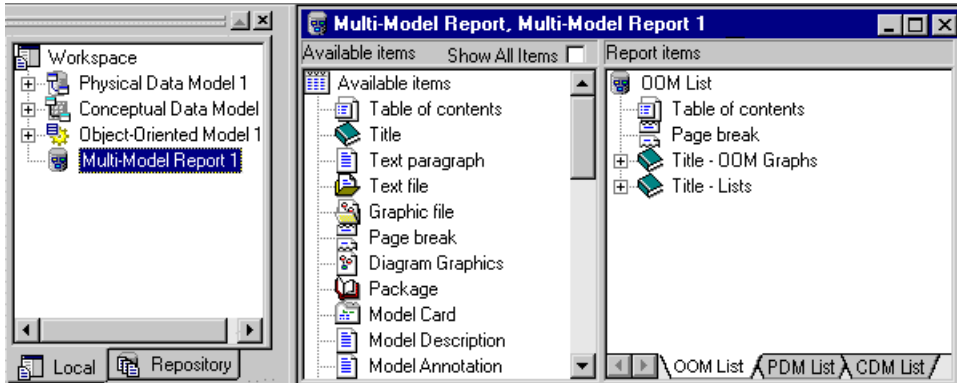 Workspace
Physical Data Model 1
Conceptual Data Model
Object-Oriented Model 1
Multi-Model Report 1
Local
Repository
Multi-Model Report, Multi-Model Report 1
Available items
Show All Items
Report items
Available items
Table of contents
Title
Text paragraph
Text file
Graphic file
Page break
Diagram Graphics
Package
Model Card
Model Description
Model Annotation
OOM List
Table of contents
Page break
Title - OOM Graphs
Title - Lists
OOM List
PDM List
CDM List